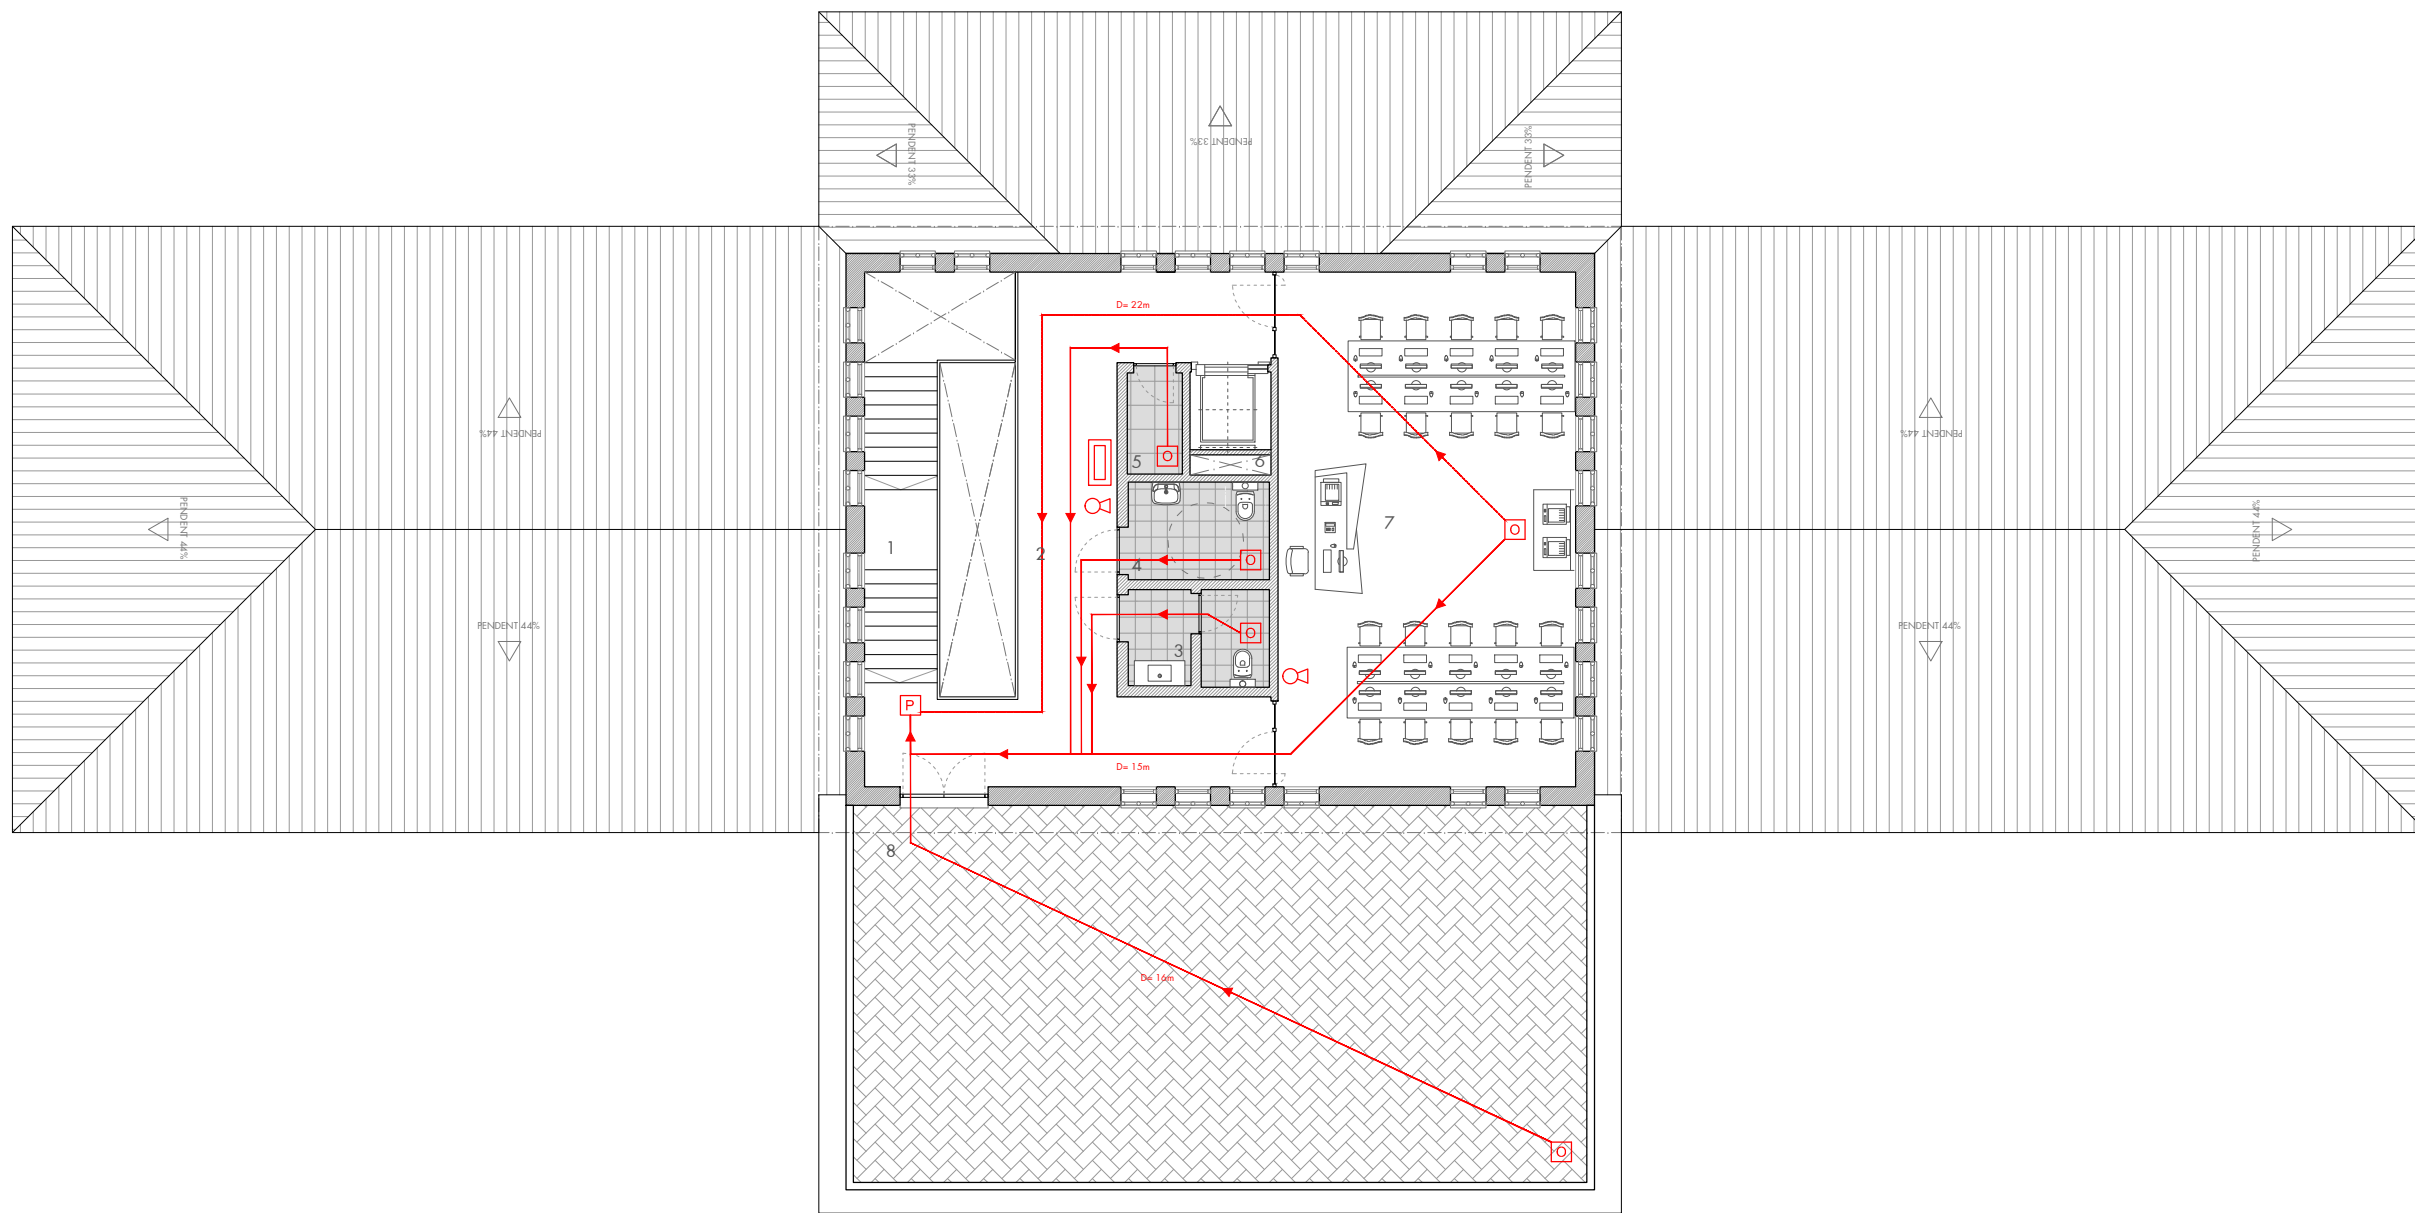 PENDENT 33%
PENDENT 33%
PENDENT 33%
D= 22m
PENDENT 44%
PENDENT 44%
5
O
6
PENDENT 44%
1
2
4
O
7
O
PENDENT 44%
PENDENT 44%
3
O
PENDENT 44%
P
D= 15m
8
D= 16m
O